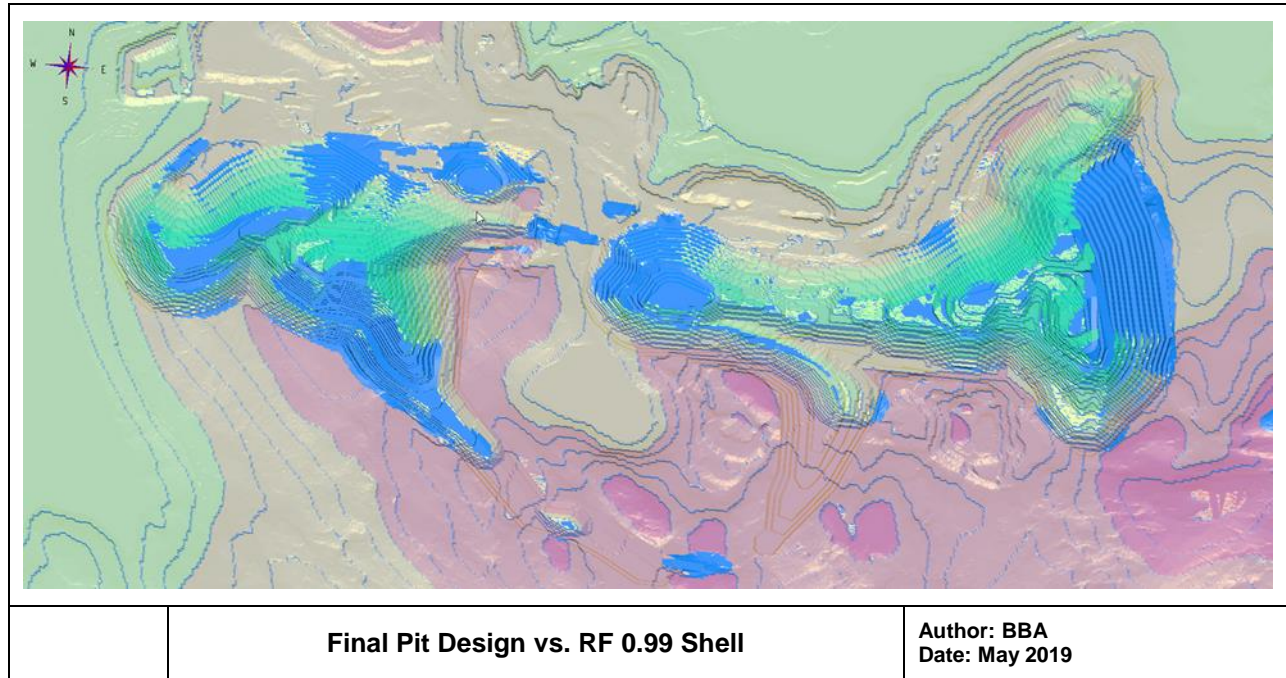 N
W E
S
Final Pit Design vs. RF 0.99 Shell
Author: BBA
Date: May 2019